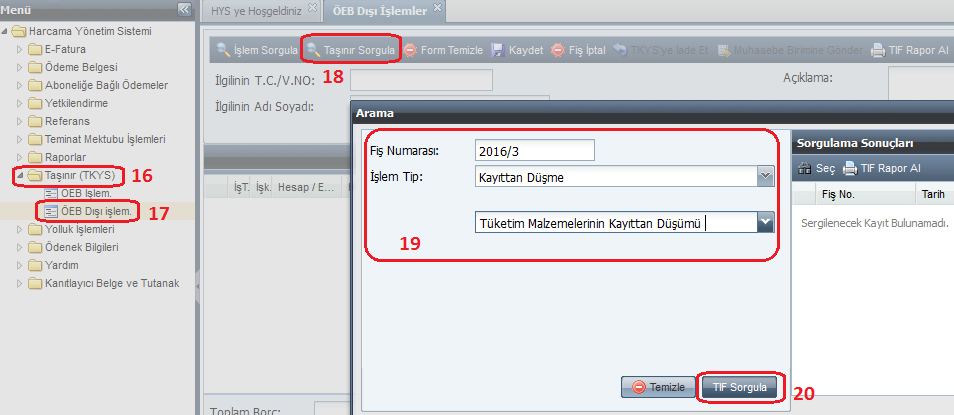 Menü
HYS ye Hoşgeldiniz
ÖEB Dışı İşlemler
Harcama Yönetim Sistemi
E-Fatura
Ödeme Belgesi
Aboneliğe Bağlı Ödemeler
Yetkilendirme
Referans
Teminat Mektubu İşlemleri
Raporlar
Taşınır (TKYS)
16
ÖEB İşlem.
ÖEB Dışı işlem.
17
Yolluk İşlemleri
Ödenek Bilgileri
Yardım
Kanıtlayıcı Belge ve Tutanak
İşlem Sorgula
Taşınır Sorgula
Form Temizle
Kaydet
Fiş İptal
TKYS'ye İade Et
Muhasebe Birimine Gönder
TIF Rapor Al
18
İlgilinin T.C./V.NO:
Açıklama:
İlgilinin Adı Soyadı:
İşT.
İşk.
Hesap / E...
Toplam Borç:
Arama
Fiş Numarası:
2016/3
İşlem Tip:
Kayıttan Düşme
Tüketim Malzemelerinin Kayıttan Düşümü
19
Temizle
TIF Sorgula
20
Sorgulama Sonuçları
Seç
TIF Rapor Al
Fiş No.
Tarih
Sergilenecek Kayıt Bulunamadı.